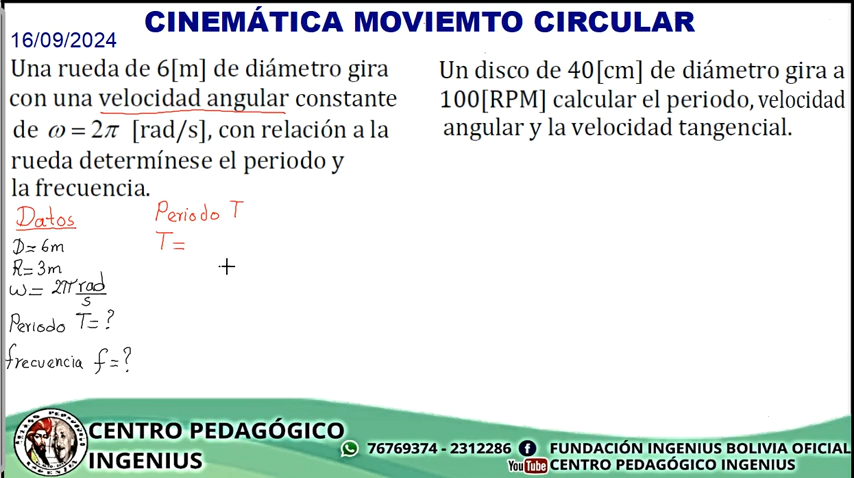 CINEMÁTICA MOVIEMTO CIRCULAR
16/09/2024
Una rueda de 6[m] de diámetro gira
con una velocidad angular constante
de ω = 2π [rad/s], con relación a la
rueda determínese el periodo y
la frecuencia.
Datos
D= 6m
R= 3m
ω= 2π rad/s
Periodo T=?
frecuencia f=?
Periodo T
T=
Un disco de 40[cm] de diámetro gira a
100[RPM] calcular el periodo, velocidad
angular y la velocidad tangencial.
CENTRO PEDAGÓGICO
INGENIUS
76769374 - 2312286
FUNDACIÓN INGENIUS BOLIVIA OFICIAL
YouTube CENTRO PEDAGÓGICO INGENIUS